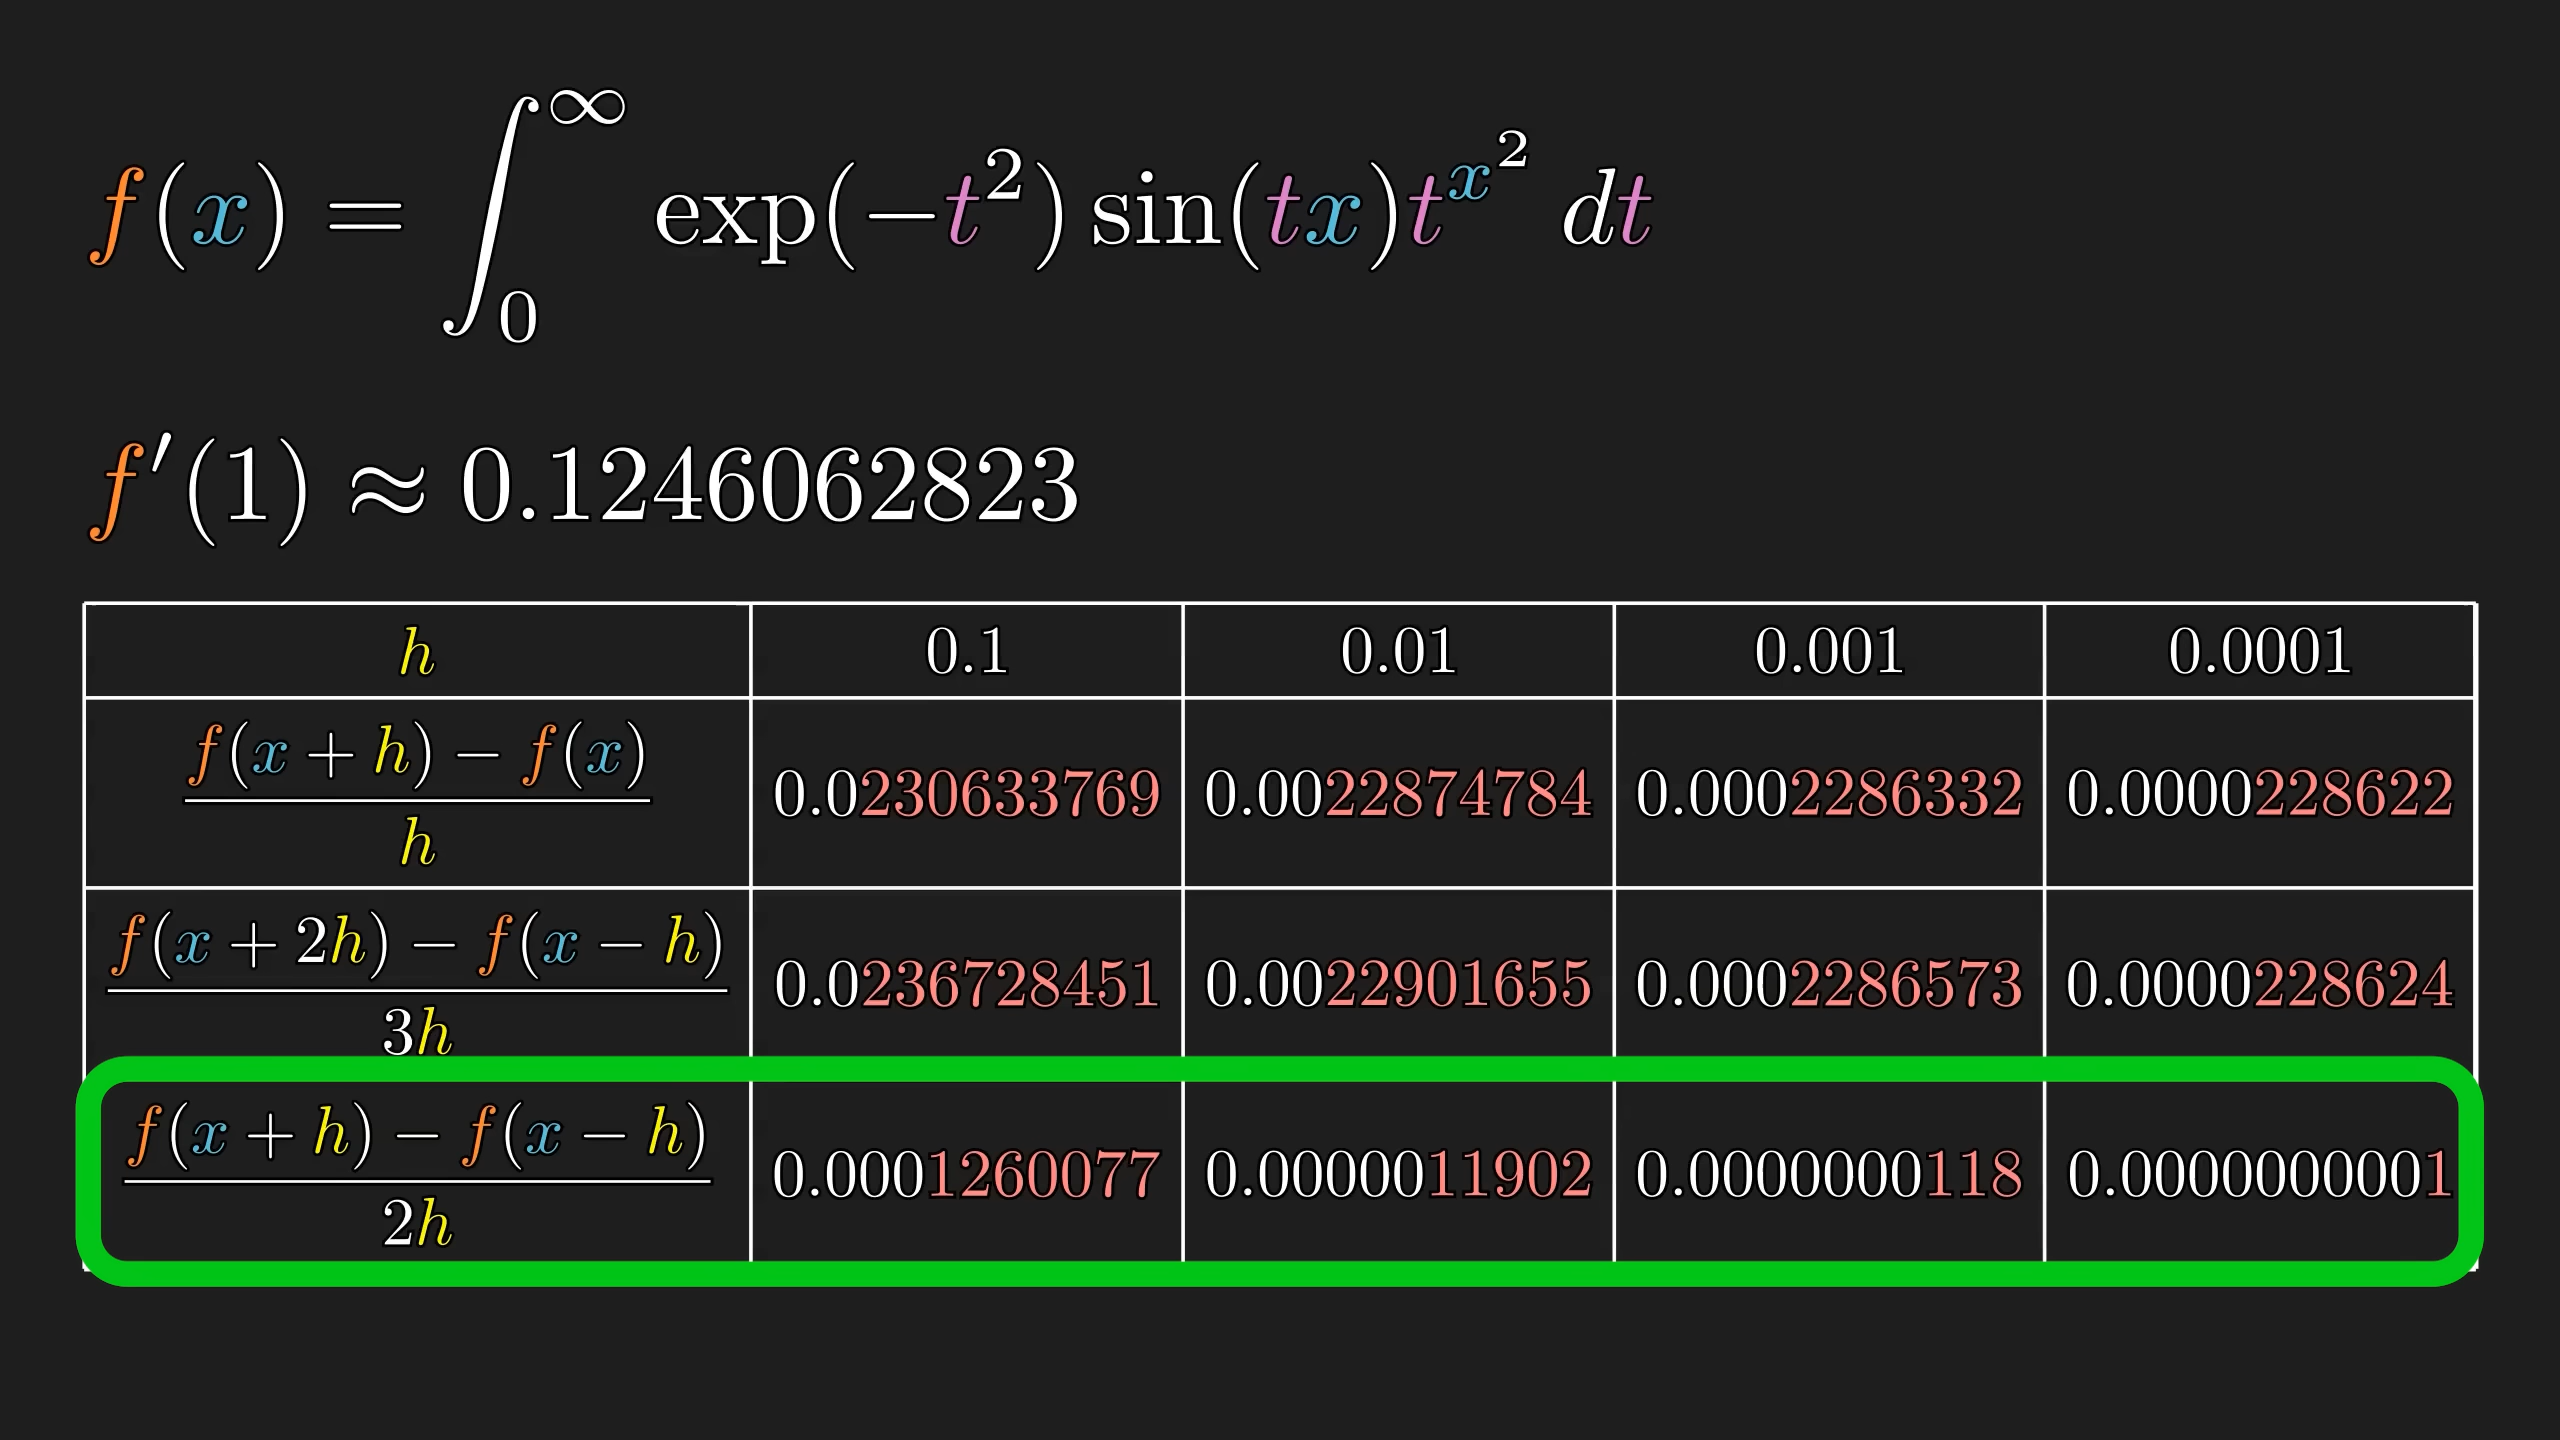 f(x) = ∫₀^∞ exp(−t²) sin(tx)t^{x²} dt
f′(1) ≈ 0.1246062823
h 0.1 0.01 0.001 0.0001
f(x + h) − f(x)
h
0.0230633769 0.0022874784 0.0002286332 0.0000228622
f(x + 2h) − f(x − h)
3h
0.0236728451 0.0022901655 0.0002286573 0.0000228624
f(x + h) − f(x − h)
2h
0.0001260077 0.0000011902 0.0000000118 0.0000000001